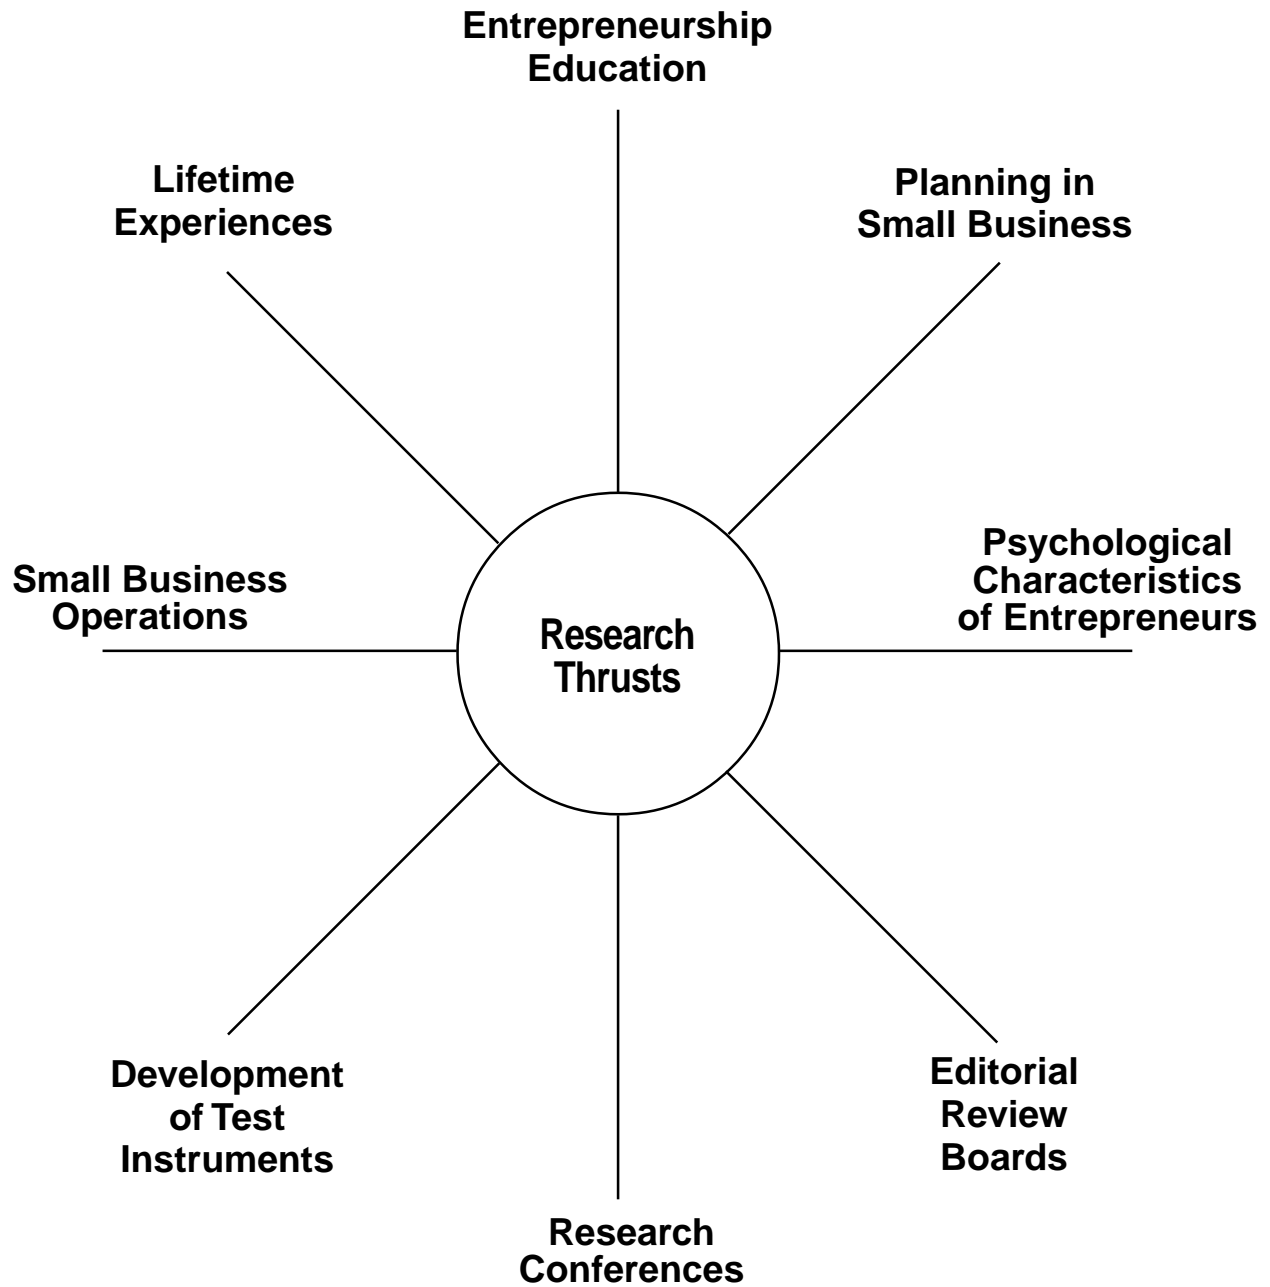 Entrepreneurship
Education
Lifetime
Experiences
Planning in
Small Business
Small Business
Operations
Psychological
Characteristics
of Entrepreneurs
Research
Thrusts
Development
of Test
Instruments
Editorial
Review
Boards
Research
Conferences